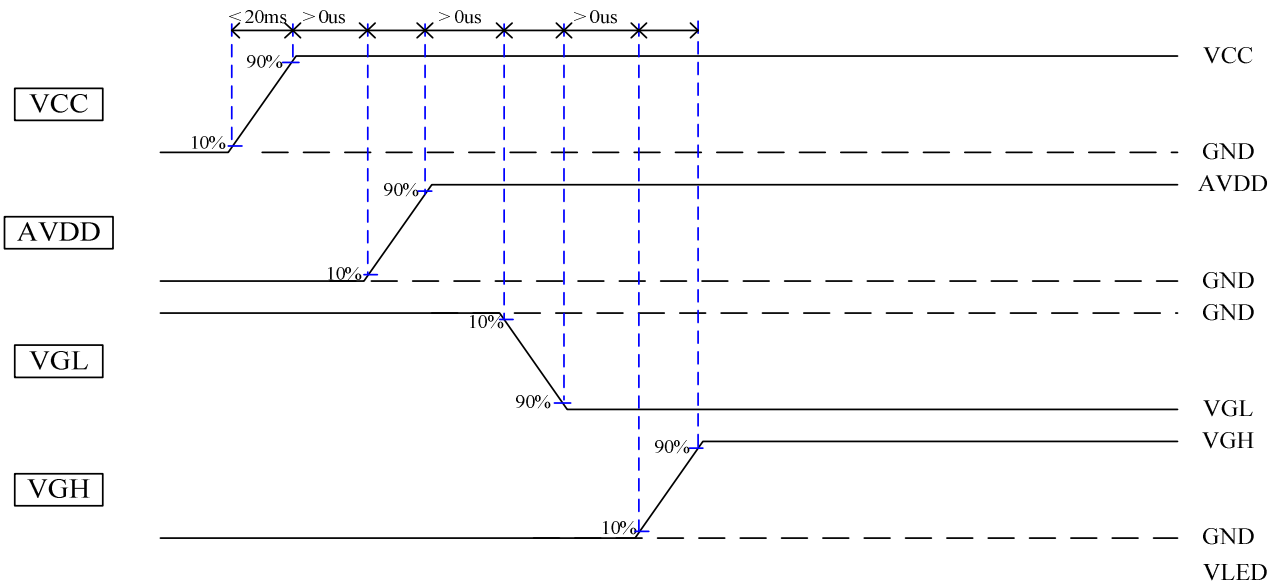 <20ms >0us >0us >0us
90% VCC
VCC
10% GND
90% AVDD
AVDD
10% GND
GND
10%
VGL
90% VGL
90% VGH
VGH
10% GND
VLED